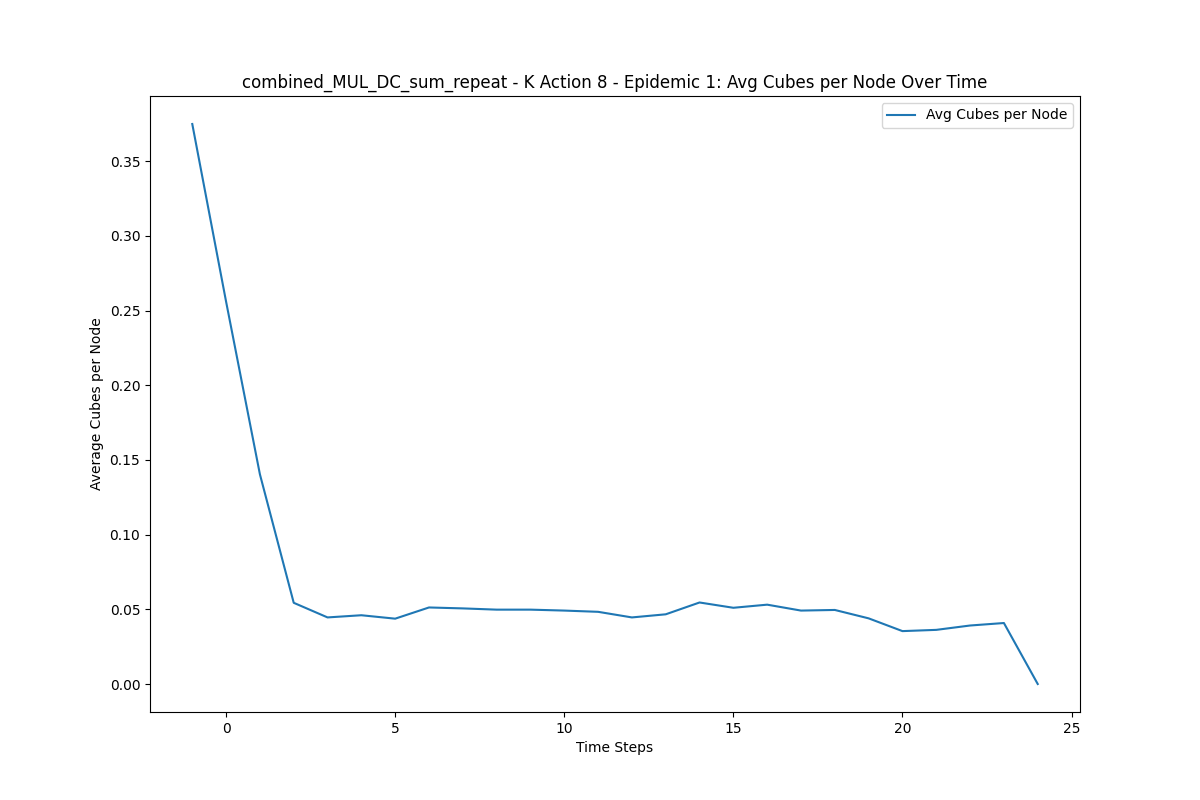 combined_MUL_DC_sum_repeat - K Action 8 - Epidemic 1: Avg Cubes per Node Over Time
Avg Cubes per Node
Average Cubes per Node
0.35
0.30
0.25
0.20
0.15
0.10
0.05
0.00
0 5 10 15 20 25
Time Steps